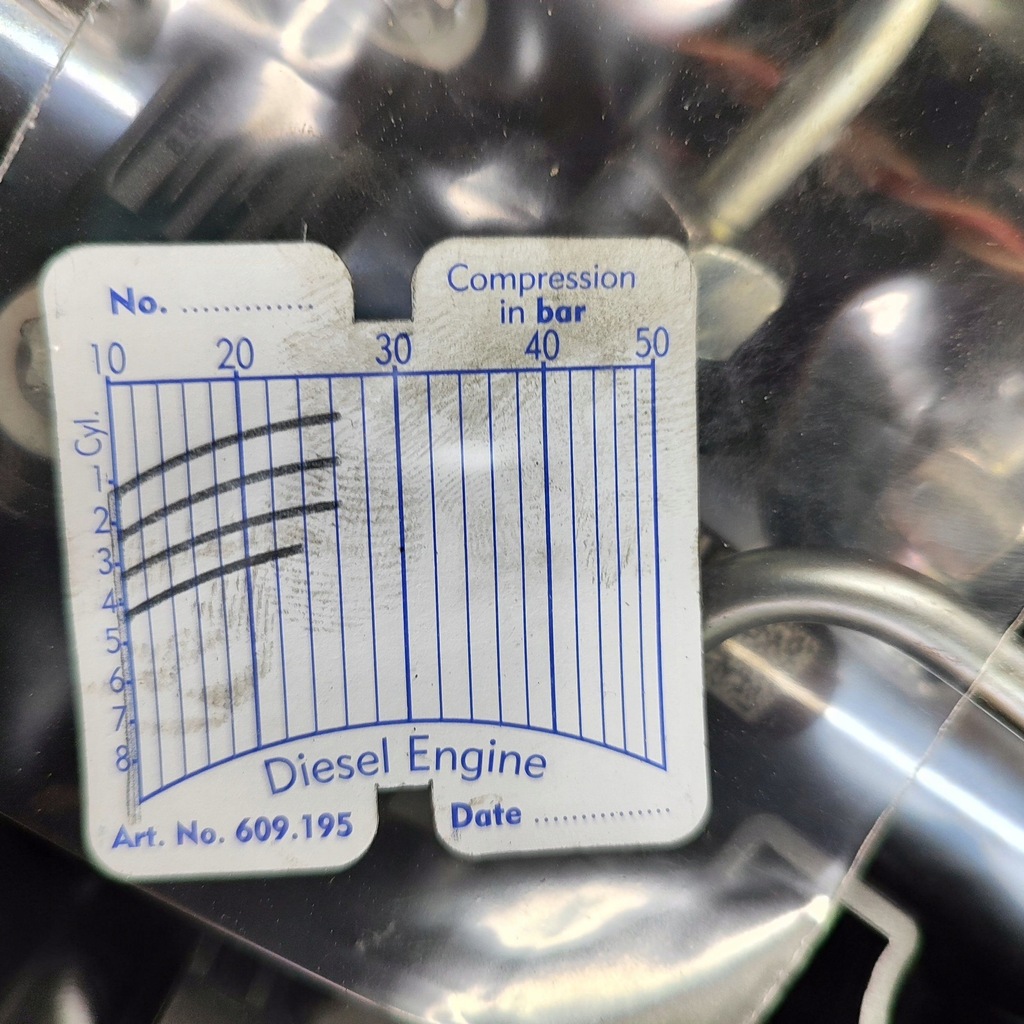 No. ..............
Compression
in bar
10 20 30 40 50
Cyl.
1
2
3
4
5
6
7
8
Diesel Engine
Art. No. 609.195
Date ..............